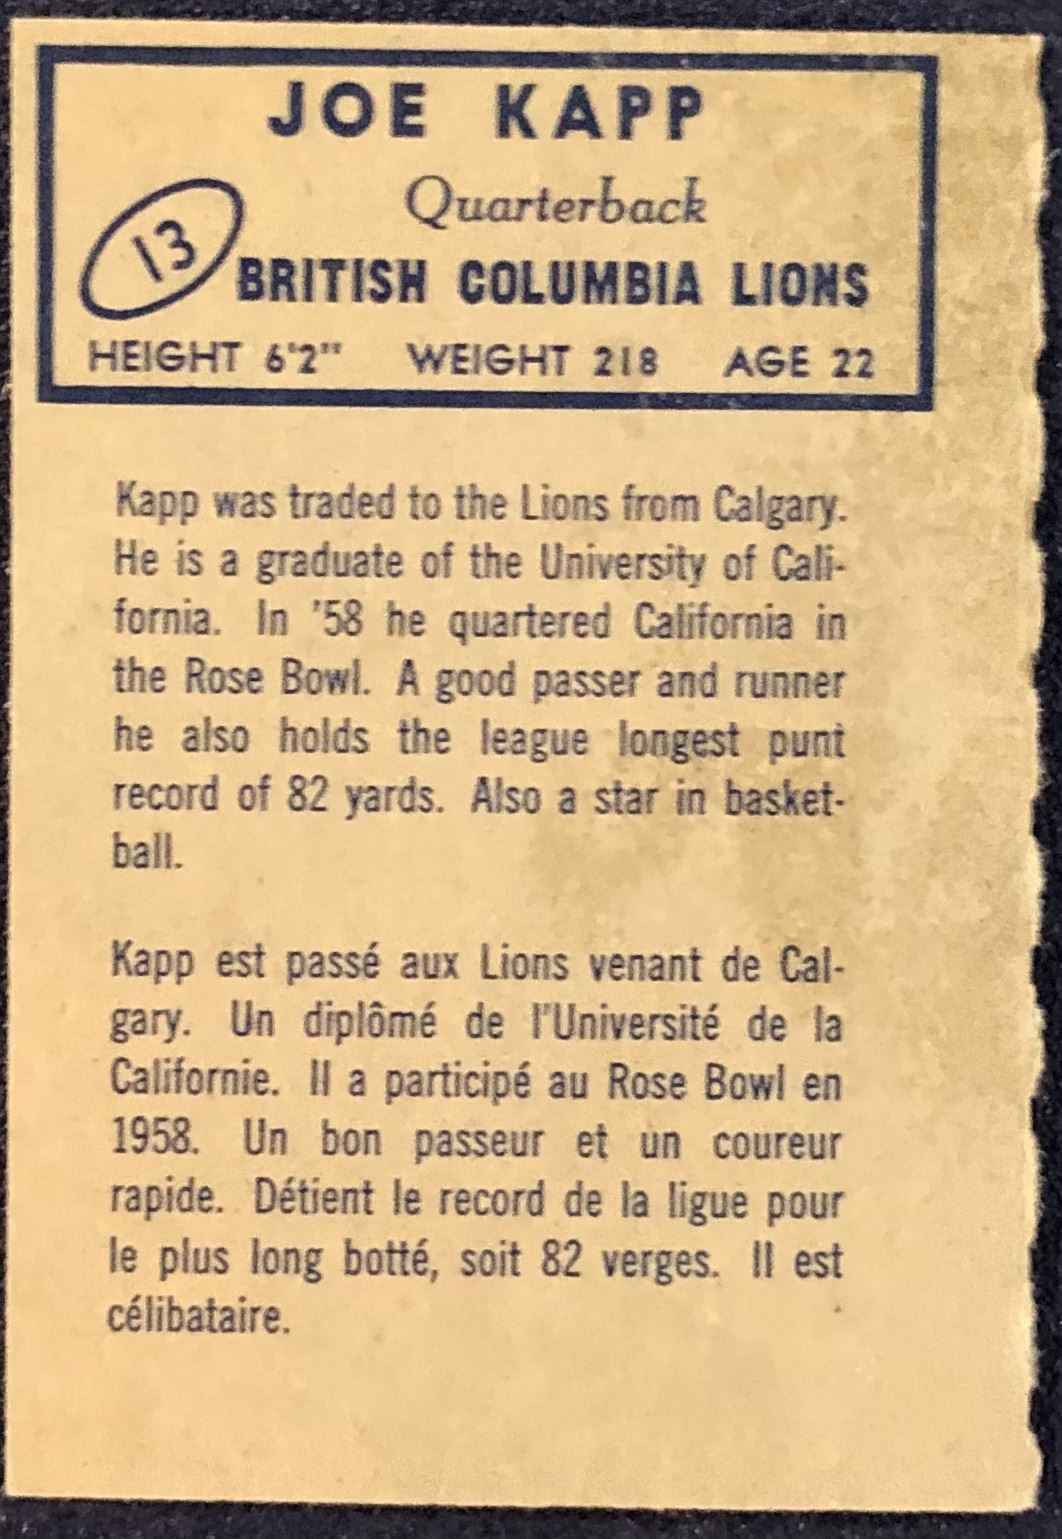 JOE KAPP
Quarterback
13
BRITISH COLUMBIA LIONS
HEIGHT 6'2" WEIGHT 218 AGE 22
Kapp was traded to the Lions from Calgary.
He is a graduate of the University of Cali-
fornia. In '58 he quartered California in
the Rose Bowl. A good passer and runner
he also holds the league longest punt
record of 82 yards. Also a star in basket-
ball.
Kapp est passé aux Lions venant de Cal-
gary. Un diplômé de l'Université de la
Californie. Il a participé au Rose Bowl en
1958. Un bon passeur et un coureur
rapide. Détient le record de la ligue pour
le plus long botté, soit 82 verges. Il est
célibataire.